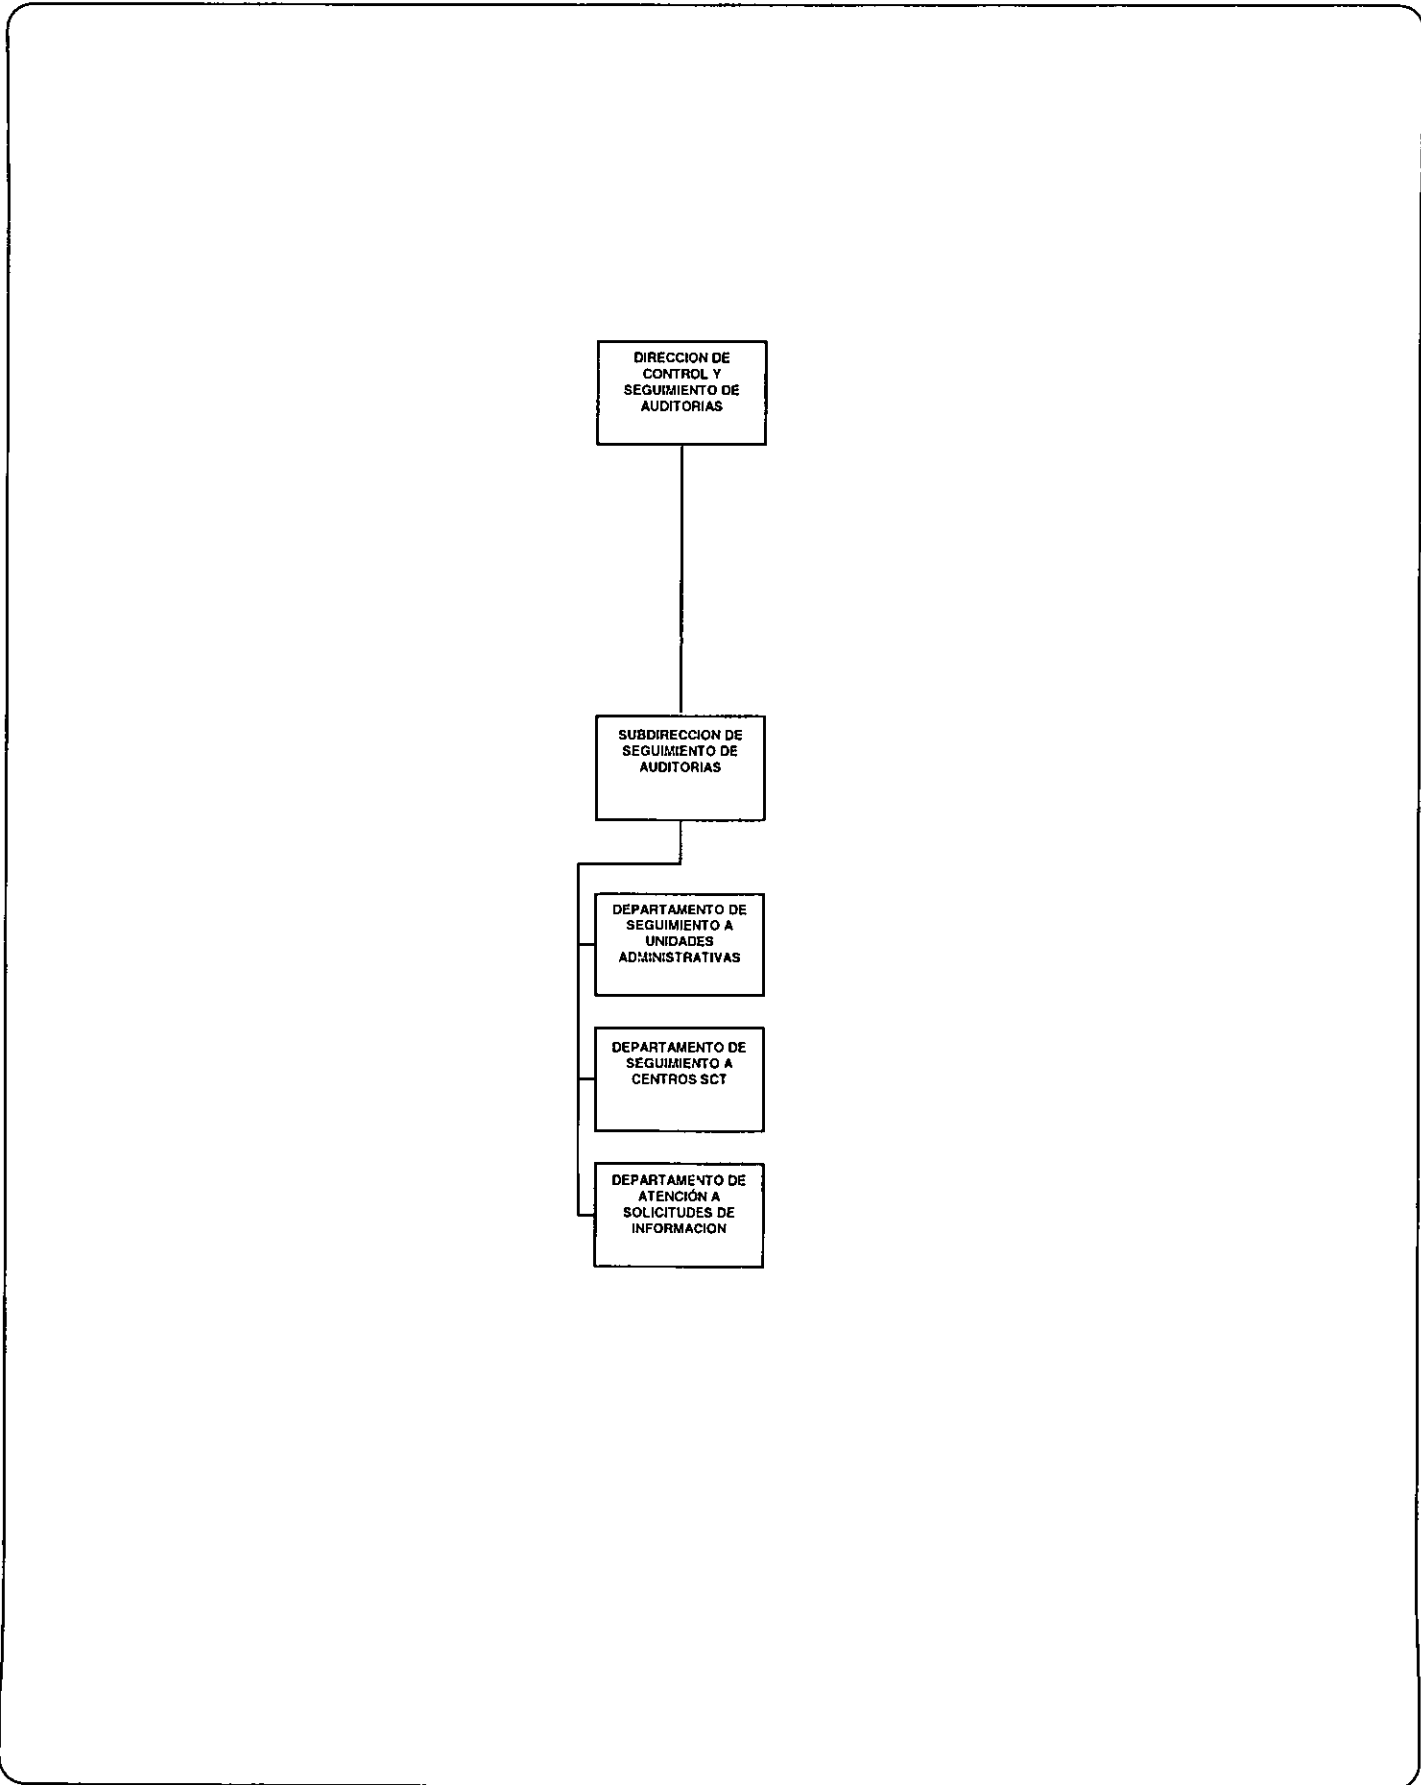 DIRECCION DE
CONTROL Y
SEGUIMIENTO DE
AUDITORIAS
SUBDIRECCION DE
SEGUIMIENTO DE
AUDITORIAS
DEPARTAMENTO DE
SEGUIMIENTO A
UNIDADES
ADMINISTRATIVAS
DEPARTAMENTO DE
SEGUIMIENTO A
CENTROS SCT
DEPARTAMENTO DE
ATENCIÓN A
SOLICITUDES DE
INFORMACION